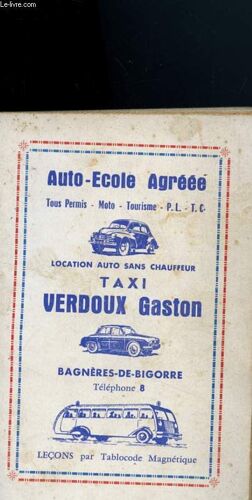 le-livre.com
Auto-Ecole Agréée
Tous Permis - Moto - Tourisme - P.L. - T.C.
LOCATION AUTO SANS CHAUFFEUR
TAXI
VERDOUX Gaston
BAGNÈRES-DE-BIGORRE
Téléphone 8
LEÇONS par Tablocode Magnétique